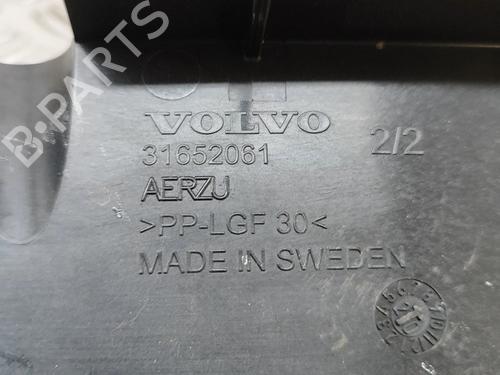 B-PARTS
VOLVO
31652061 2/2
AERZU
>PP-LGF 30<
MADE IN SWEDEN